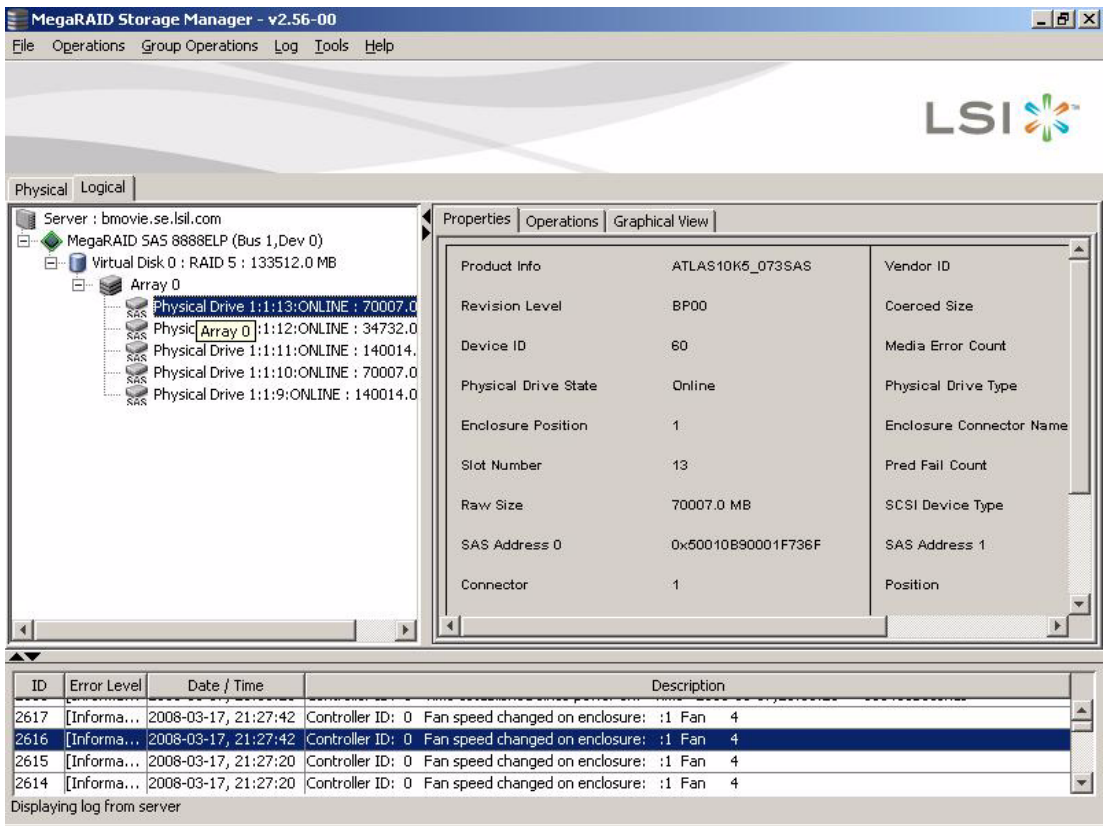 MegaRAID Storage Manager - v2.56-00
File Operations Group Operations Log Tools Help
LSI
Physical Logical
Server : bmovie.se.lsil.com
MegaRAID SAS 8888ELP (Bus 1,Dev 0)
Virtual Disk 0 : RAID 5 : 133512.0 MB
Array 0
SAS Physical Drive 1:1:13:ONLINE : 70007.0
SAS Physic Array 0 :1:12:ONLINE : 34732.0
SAS Physical Drive 1:1:11:ONLINE : 140014.
SAS Physical Drive 1:1:10:ONLINE : 70007.0
SAS Physical Drive 1:1:9:ONLINE : 140014.0
Properties Operations Graphical View
Product Info ATLAS10K5_073SAS Vendor ID
Revision Level BP00 Coerced Size
Device ID 60 Media Error Count
Physical Drive State Online Physical Drive Type
Enclosure Position 1 Enclosure Connector Name
Slot Number 13 Pred Fail Count
Raw Size 70007.0 MB SCSI Device Type
SAS Address 0 0x50010B90001F736F SAS Address 1
Connector 1 Position
ID Error Level Date / Time Description
2617 [Informa... 2008-03-17, 21:27:42 Controller ID: 0 Fan speed changed on enclosure: :1 Fan 4
2616 [Informa... 2008-03-17, 21:27:42 Controller ID: 0 Fan speed changed on enclosure: :1 Fan 4
2615 [Informa... 2008-03-17, 21:27:20 Controller ID: 0 Fan speed changed on enclosure: :1 Fan 4
2614 [Informa... 2008-03-17, 21:27:20 Controller ID: 0 Fan speed changed on enclosure: :1 Fan 4
Displaying log from server